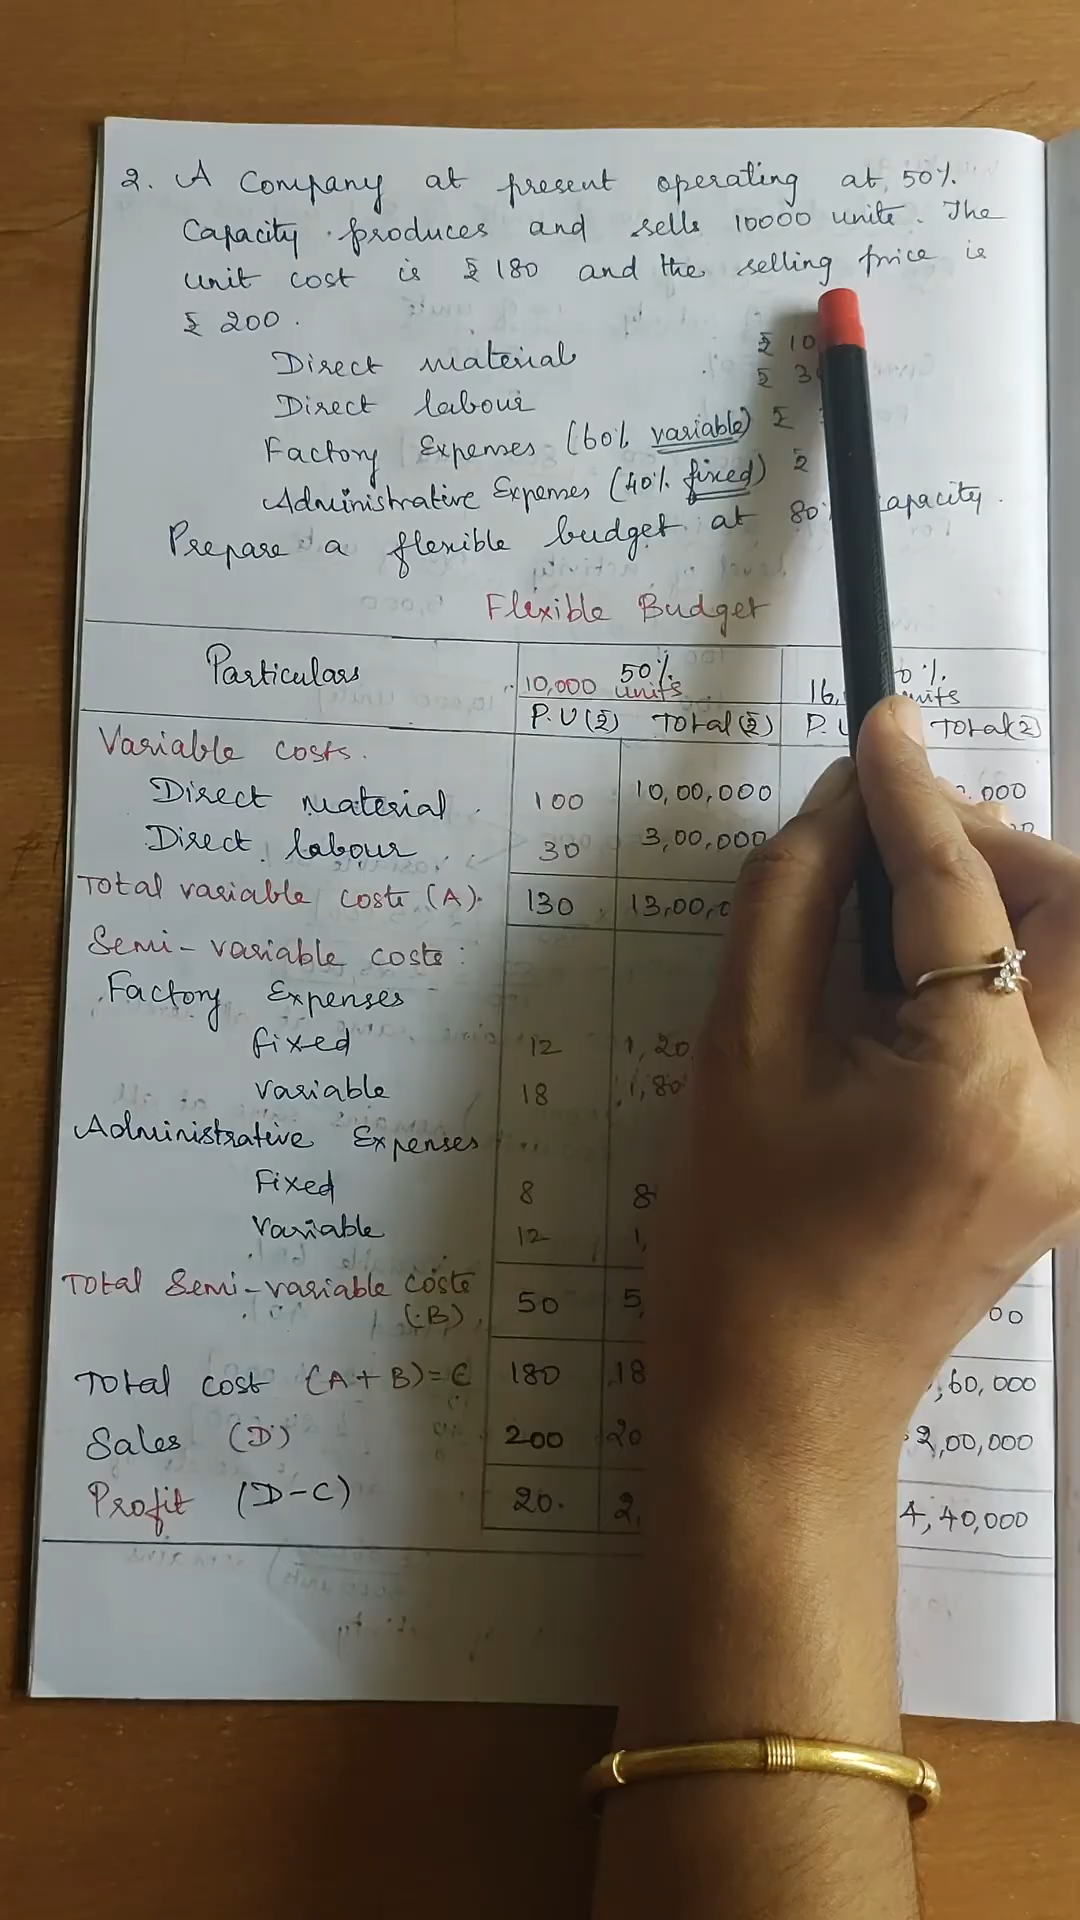 2. A Company at present operating at 50%
Capacity produces and sells 10000 units. The
unit cost is ₹ 180 and the selling price is
₹ 200.
Direct material ₹ 10
Direct labour ₹ 3
Factory Expenses (60% variable) ₹
Administrative Expenses (40% fixed) ₹
Prepare a flexible budget at 80% capacity.
Flexible Budget
Particulars 50%
10,000 units 16, units
P.U (₹) Total (₹) P.U Total (₹)
Variable costs.
Direct material 100 10,00,000 ,000
Direct labour 30 3,00,000
Total variable costs (A). 130 13,00,
Semi-variable costs:
Factory Expenses
fixed 12 1,20
variable 18 1,80
Administrative Expenses
Fixed 8 8
Variable 12 1,
Total Semi-variable costs
(B) 50 5, 00
Total cost (A+B)=C 180 18 ,60,000
Sales (D) 200 20 2,00,000
Profit (D-C) 20. 2, 4,40,000